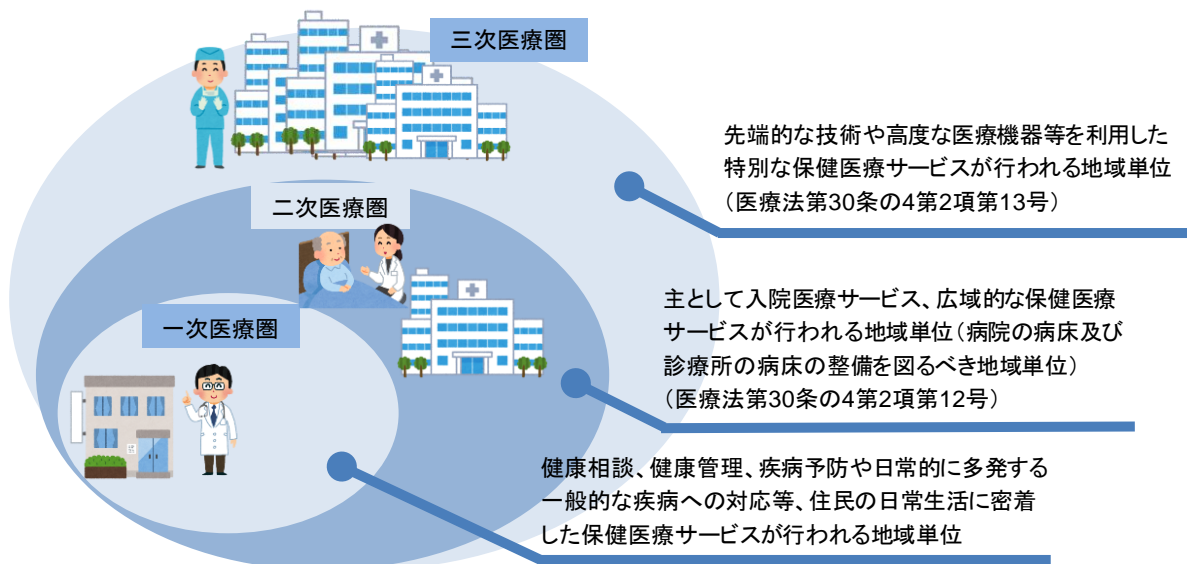 三次医療圏
先端的な技術や高度な医療機器等を利用した
特別な保健医療サービスが行われる地域単位
（医療法第30条の4第2項第13号）
二次医療圏
主として入院医療サービス、広域的な保健医療
サービスが行われる地域単位（病院の病床及び
診療所の病床の整備を図るべき地域単位）
（医療法第30条の4第2項第12号）
一次医療圏
健康相談、健康管理、疾病予防や日常的に多発する
一般的な疾病への対応等、住民の日常生活に密着
した保健医療サービスが行われる地域単位